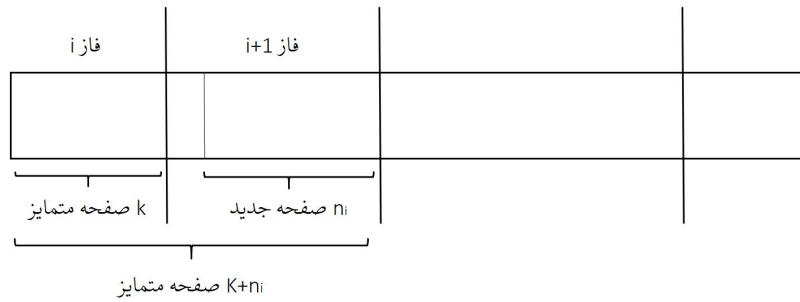 فاز i
فاز i+1
k صفحه متمایز
ni صفحه جدید
K+ni صفحه متمایز